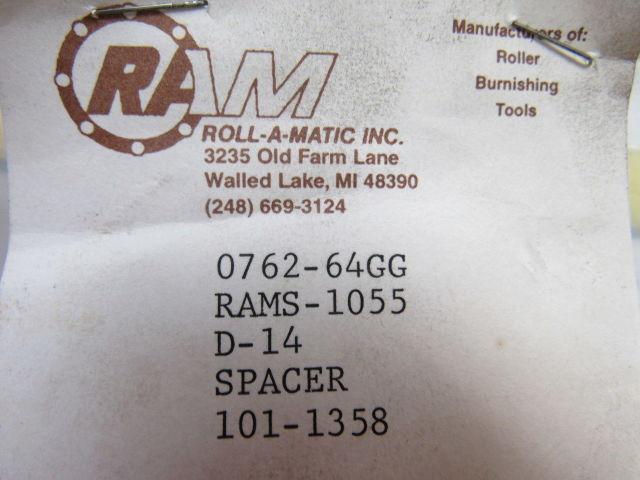 RAM
Manufacturers of:
Roller
Burnishing
Tools
ROLL-A-MATIC INC.
3235 Old Farm Lane
Walled Lake, MI 48390
(248) 669-3124
0762-64GG
RAMS-1055
D-14
SPACER
101-1358